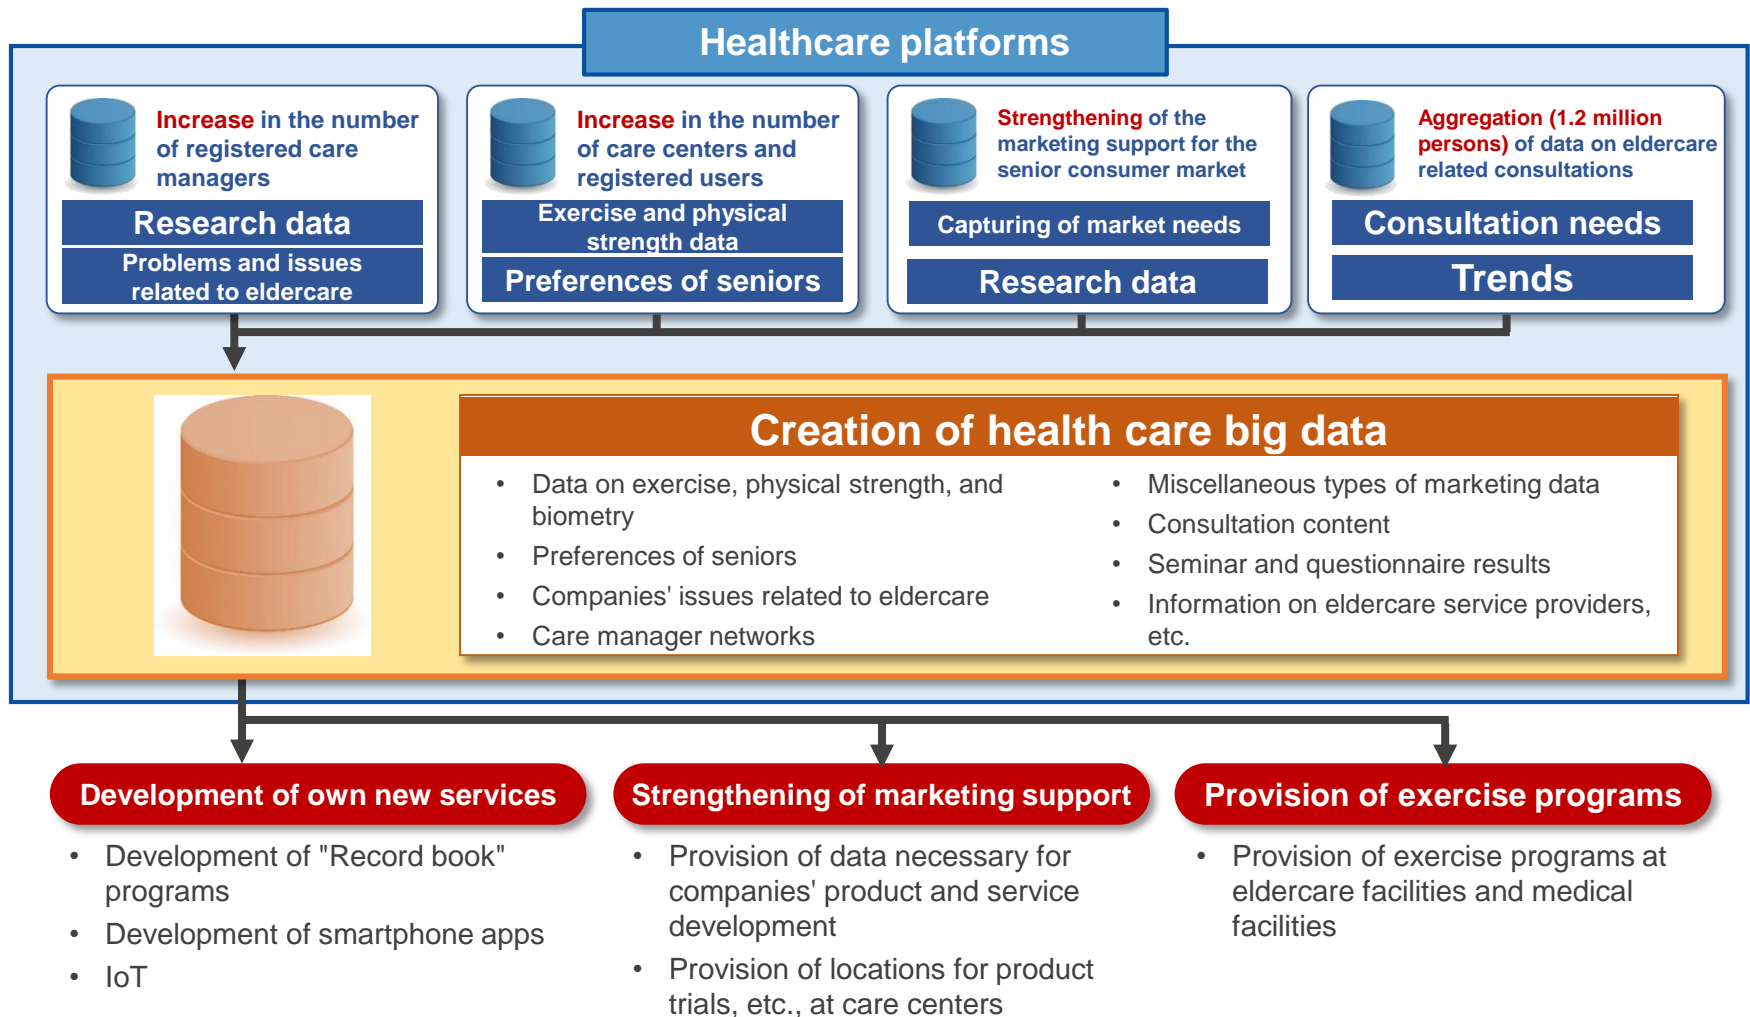 Healthcare platforms
Increase in the number
of registered care
managers
Research data
Problems and issues
related to eldercare
Increase in the number
of care centers and
registered users
Exercise and physical
strength data
Preferences of seniors
Strengthening of the
marketing support for the
senior consumer market
Capturing of market needs
Research data
Aggregation (1.2 million
persons) of data on eldercare
related consultations
Consultation needs
Trends
Creation of health care big data
• Data on exercise, physical strength, and
biometry
• Preferences of seniors
• Companies' issues related to eldercare
• Care manager networks
• Miscellaneous types of marketing data
• Consultation content
• Seminar and questionnaire results
• Information on eldercare service providers,
etc.
Development of own new services
• Development of "Record book"
programs
• Development of smartphone apps
• IoT
Strengthening of marketing support
• Provision of data necessary for
companies' product and service
development
• Provision of locations for product
trials, etc., at care centers
Provision of exercise programs
• Provision of exercise programs at
eldercare facilities and medical
facilities